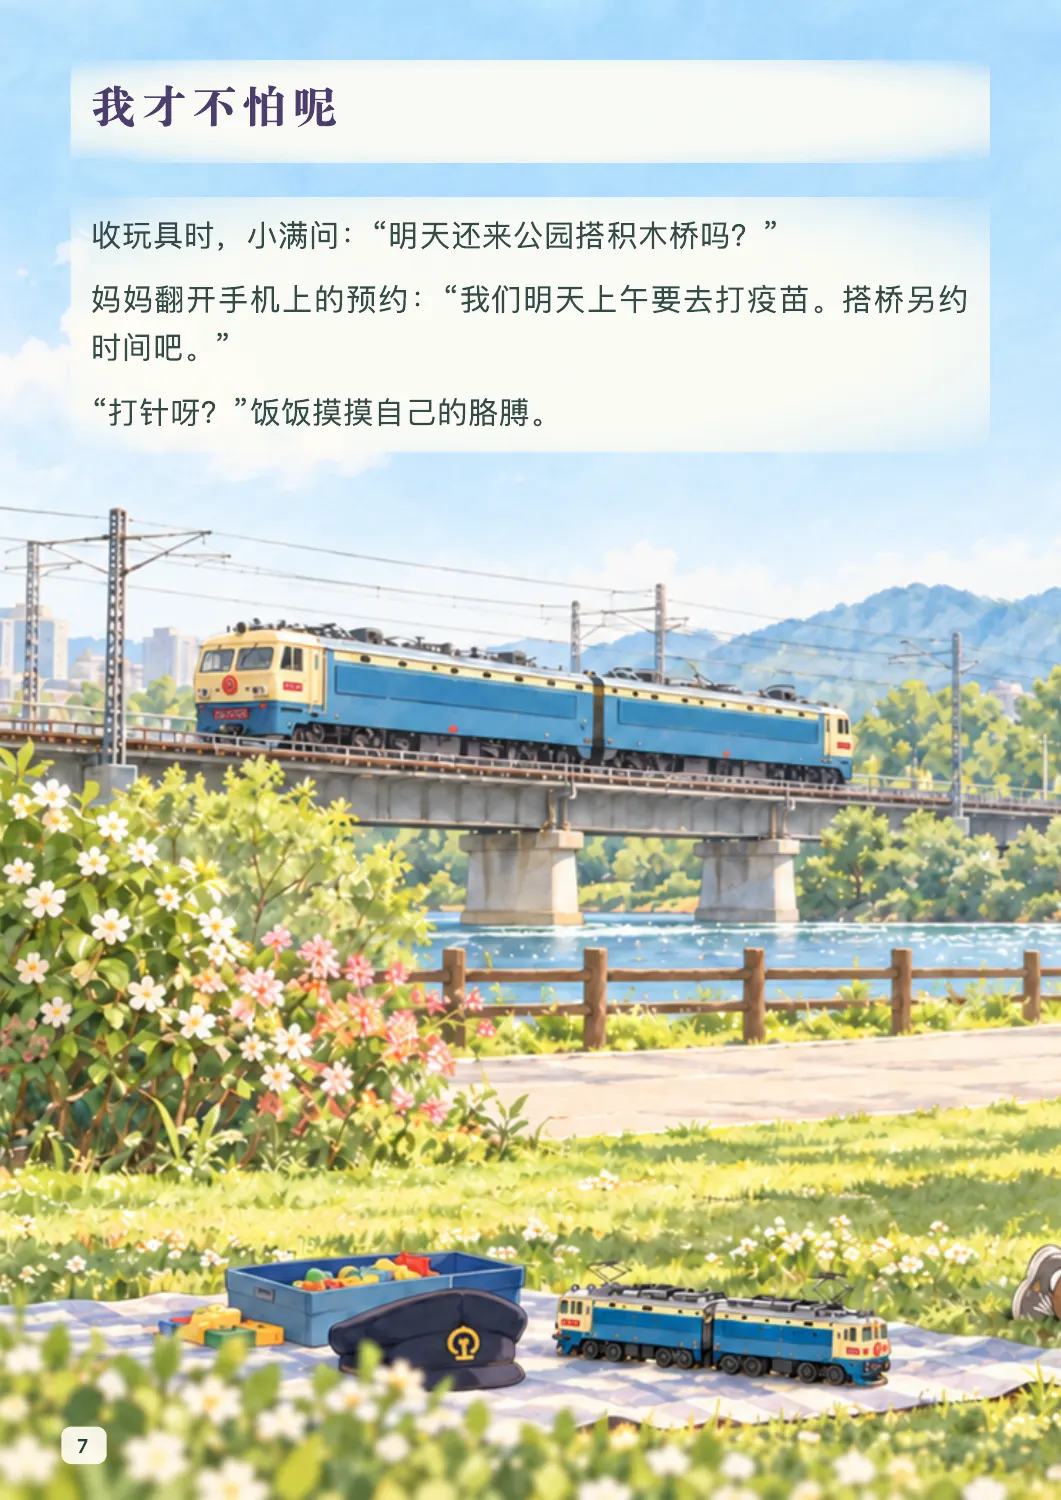 我才不怕呢
收玩具时，小满问：“明天还来公园搭积木桥吗？”
妈妈翻开手机上的预约：“我们明天上午要去打疫苗。搭桥另约
时间吧。”
“打针呀？”饭饭摸摸自己的胳膊。
7